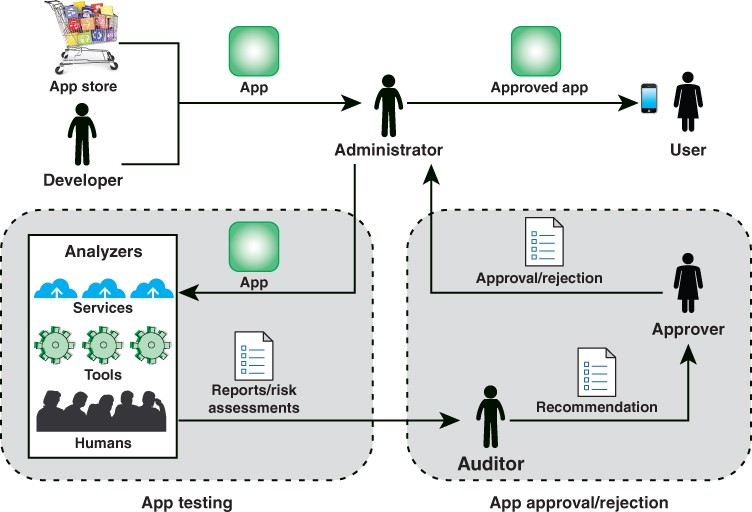 App store
App
Approved app
Developer
Administrator
User
Analyzers
Services
Tools
Humans
App
Reports/risk
assessments
Approval/rejection
Approver
Recommendation
Auditor
App testing
App approval/rejection